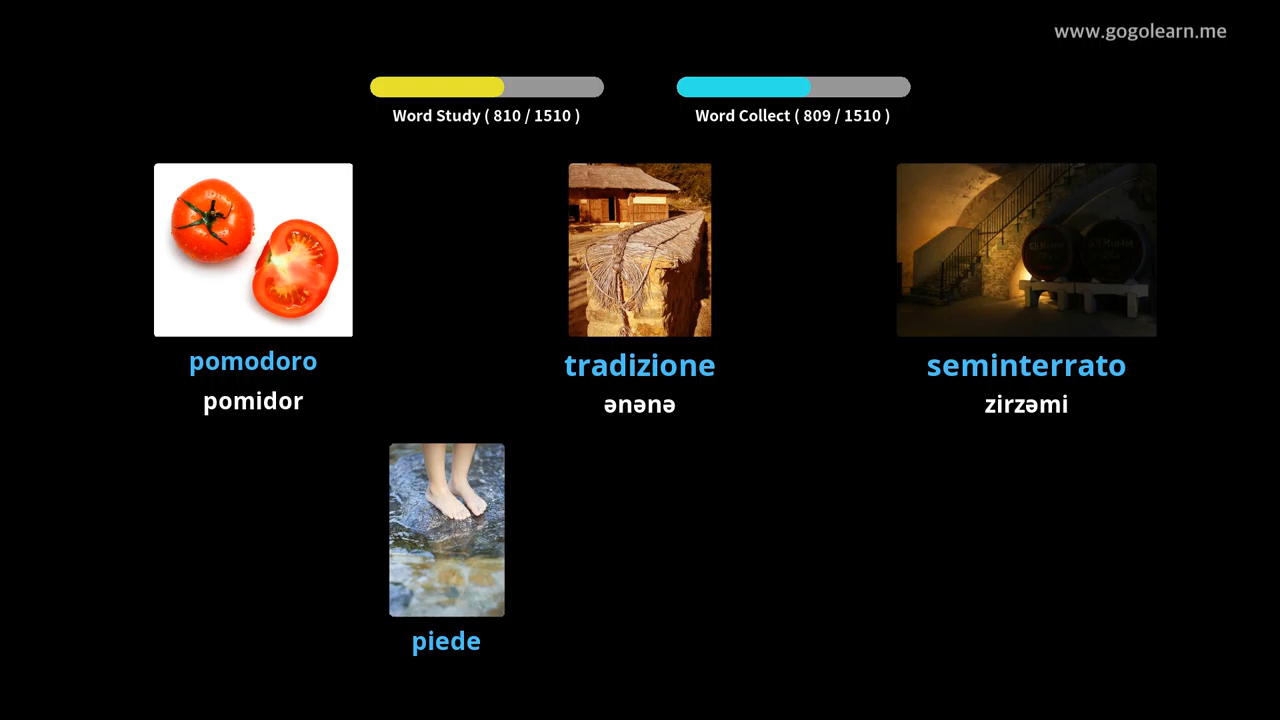 www.gogolearn.me
Word Study ( 810 / 1510 )
Word Collect ( 809 / 1510 )
pomodoro
pomidor
tradizione
ənənə
seminterrato
zirzəmi
piede